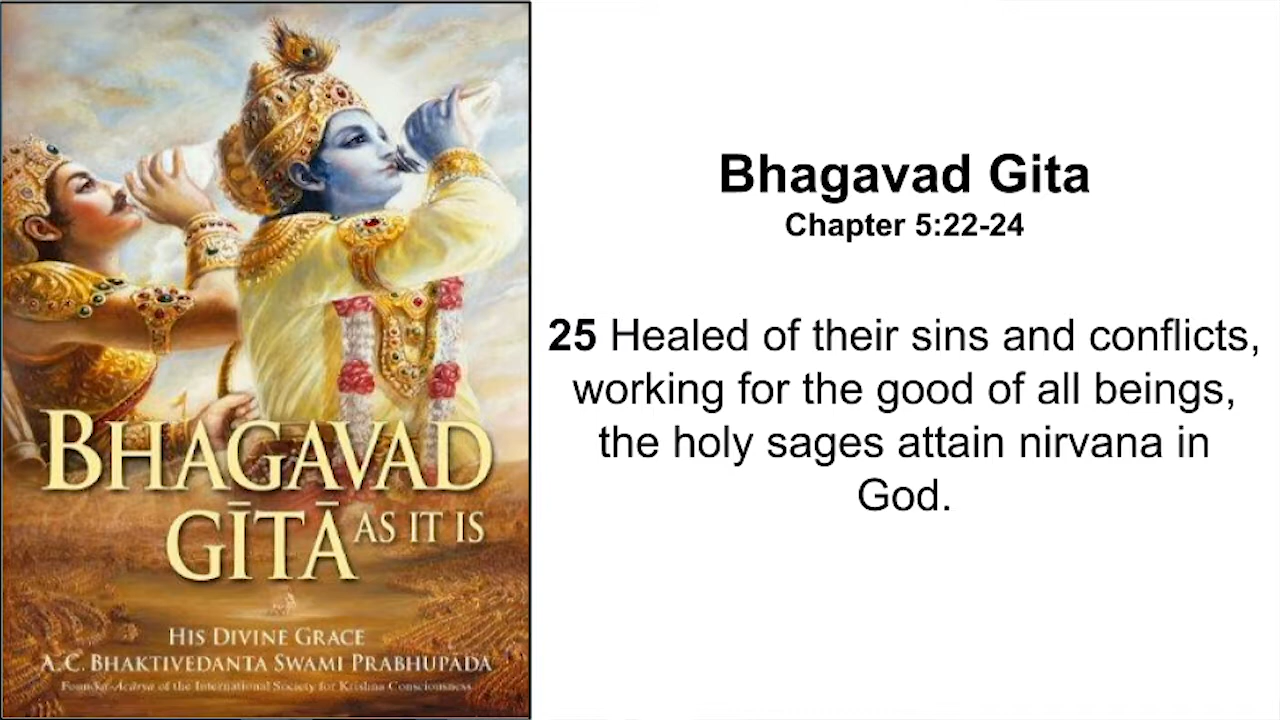 BHAGAVAD
GĪTĀ AS IT IS
HIS DIVINE GRACE
A.C. BHAKTIVEDANTA SWAMI PRABHUPADA
Founder-Ācārya of the International Society for Krishna Consciousness
Bhagavad Gita
Chapter 5:22-24
25 Healed of their sins and conflicts,
working for the good of all beings,
the holy sages attain nirvana in
God.